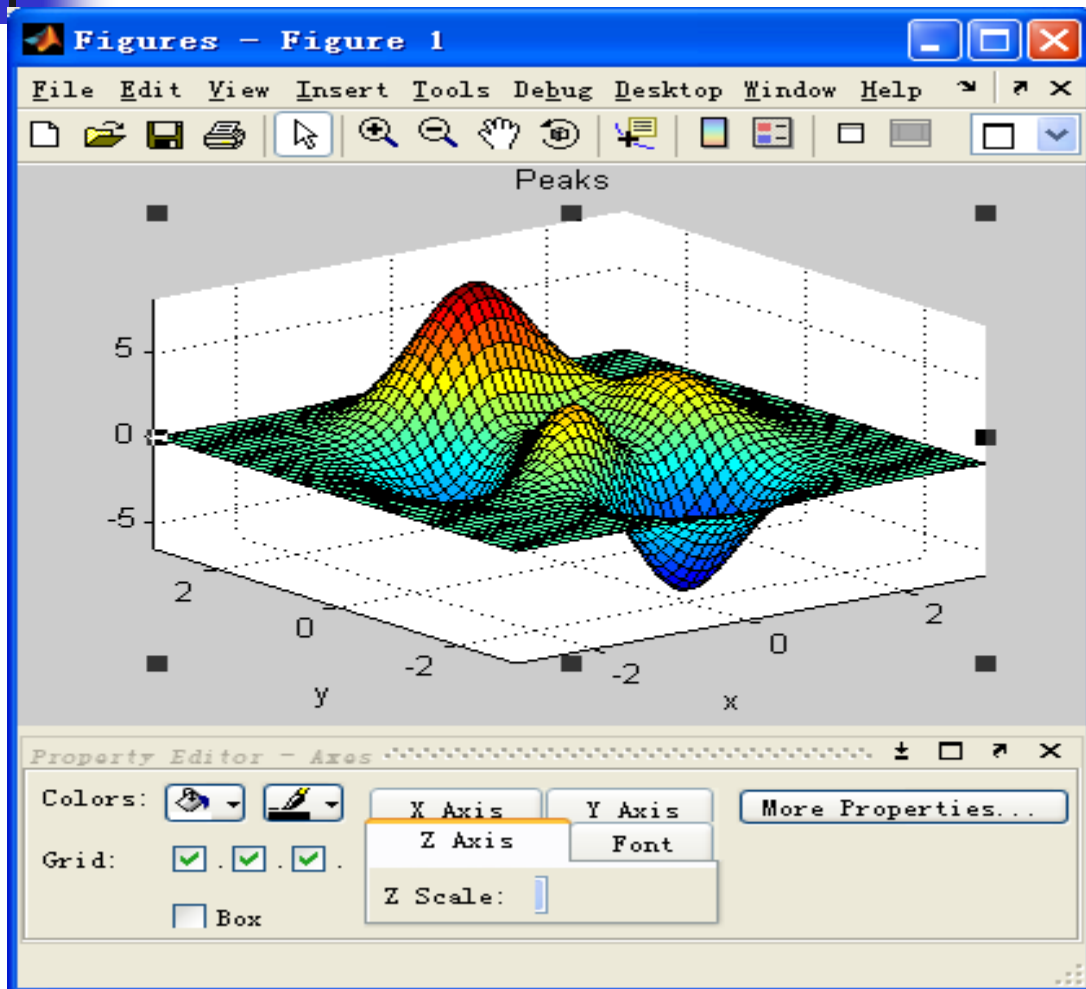 Figures - Figure 1
File Edit View Insert Tools Debug Desktop Window Help
Peaks
5
0
-5
2
0
-2
y
-2
0
2
x
Property Editor - Axes
Colors:
X Axis
Y Axis
More Properties...
Z Axis
Font
Grid:
Z Scale:
Box